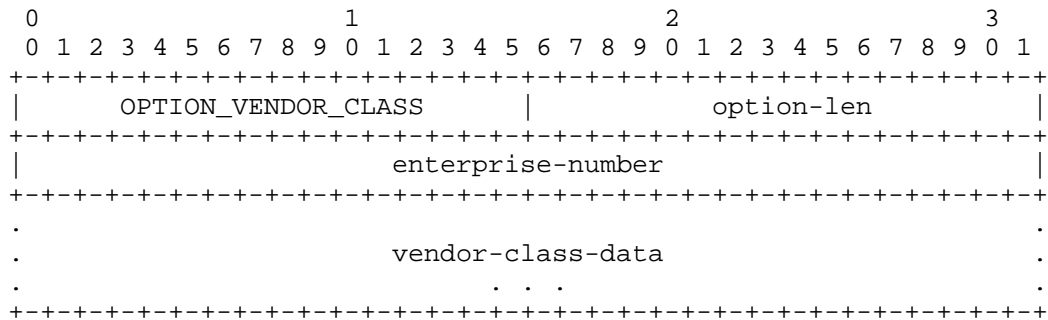 0                   1                   2                   3
 0 1 2 3 4 5 6 7 8 9 0 1 2 3 4 5 6 7 8 9 0 1 2 3 4 5 6 7 8 9 0 1
+-+-+-+-+-+-+-+-+-+-+-+-+-+-+-+-+-+-+-+-+-+-+-+-+-+-+-+-+-+-+-+-+
|      OPTION_VENDOR_CLASS      |           option-len          |
+-+-+-+-+-+-+-+-+-+-+-+-+-+-+-+-+-+-+-+-+-+-+-+-+-+-+-+-+-+-+-+-+
|                       enterprise-number                       |
+-+-+-+-+-+-+-+-+-+-+-+-+-+-+-+-+-+-+-+-+-+-+-+-+-+-+-+-+-+-+-+-+
.                                                               .
.                       vendor-class-data                       .
.                             . . .                             .
+-+-+-+-+-+-+-+-+-+-+-+-+-+-+-+-+-+-+-+-+-+-+-+-+-+-+-+-+-+-+-+-+